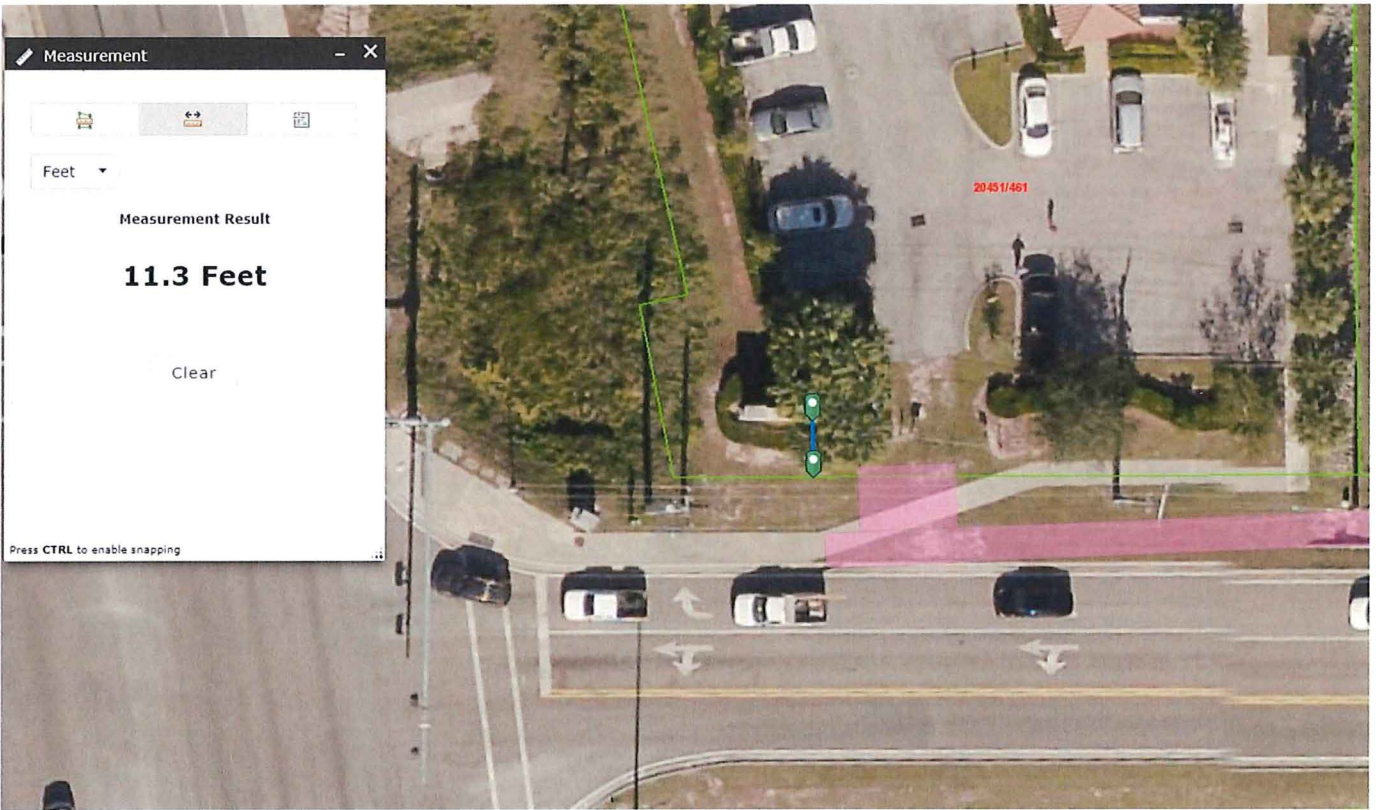 Measurement
Feet
Measurement Result
11.3 Feet
Clear
Press CTRL to enable snapping
20451/461